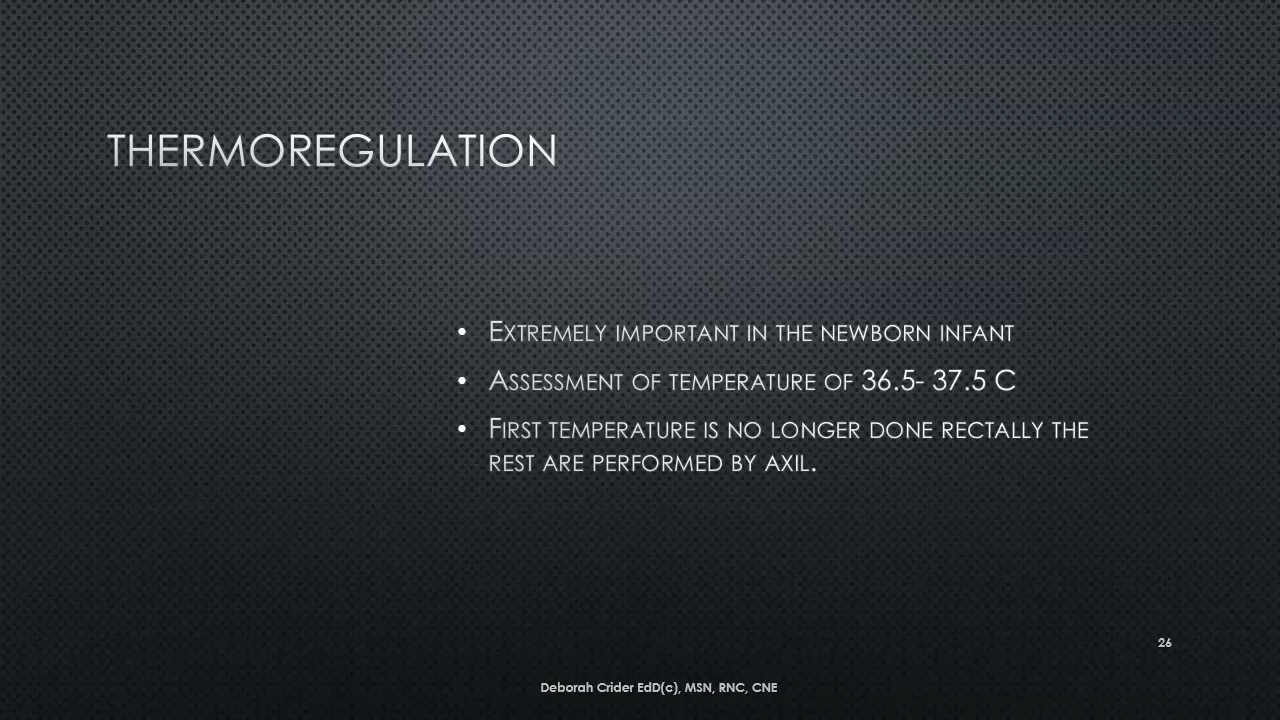 THERMOREGULATION
• EXTREMELY IMPORTANT IN THE NEWBORN INFANT
• ASSESSMENT OF TEMPERATURE OF 36.5- 37.5 C
• FIRST TEMPERATURE IS NO LONGER DONE RECTALLY THE
REST ARE PERFORMED BY AXIL.
26
Deborah Crider EdD(c), MSN, RNC, CNE